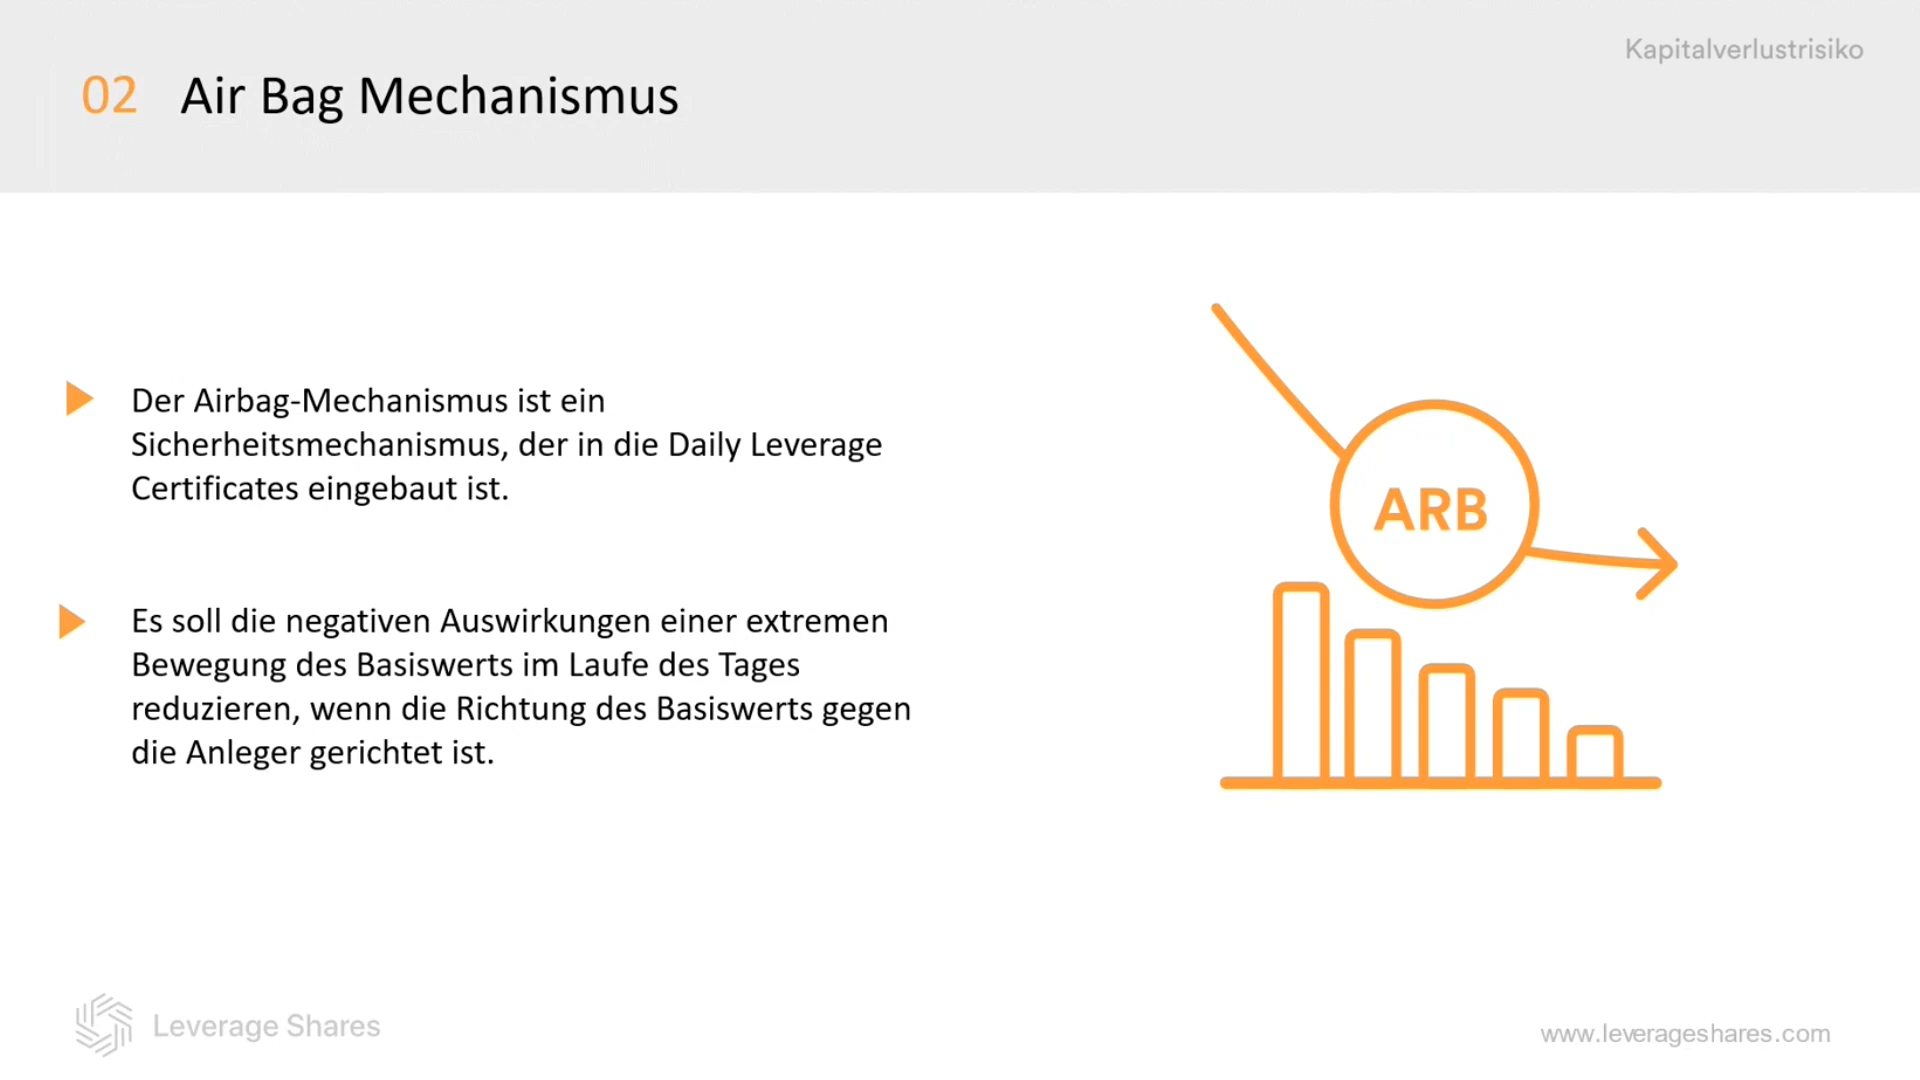 Kapitalverlustrisiko
02 Air Bag Mechanismus
Der Airbag-Mechanismus ist ein
Sicherheitsmechanismus, der in die Daily Leverage
Certificates eingebaut ist.
Es soll die negativen Auswirkungen einer extremen
Bewegung des Basiswerts im Laufe des Tages
reduzieren, wenn die Richtung des Basiswerts gegen
die Anleger gerichtet ist.
ARB
Leverage Shares
www.leverageshares.com